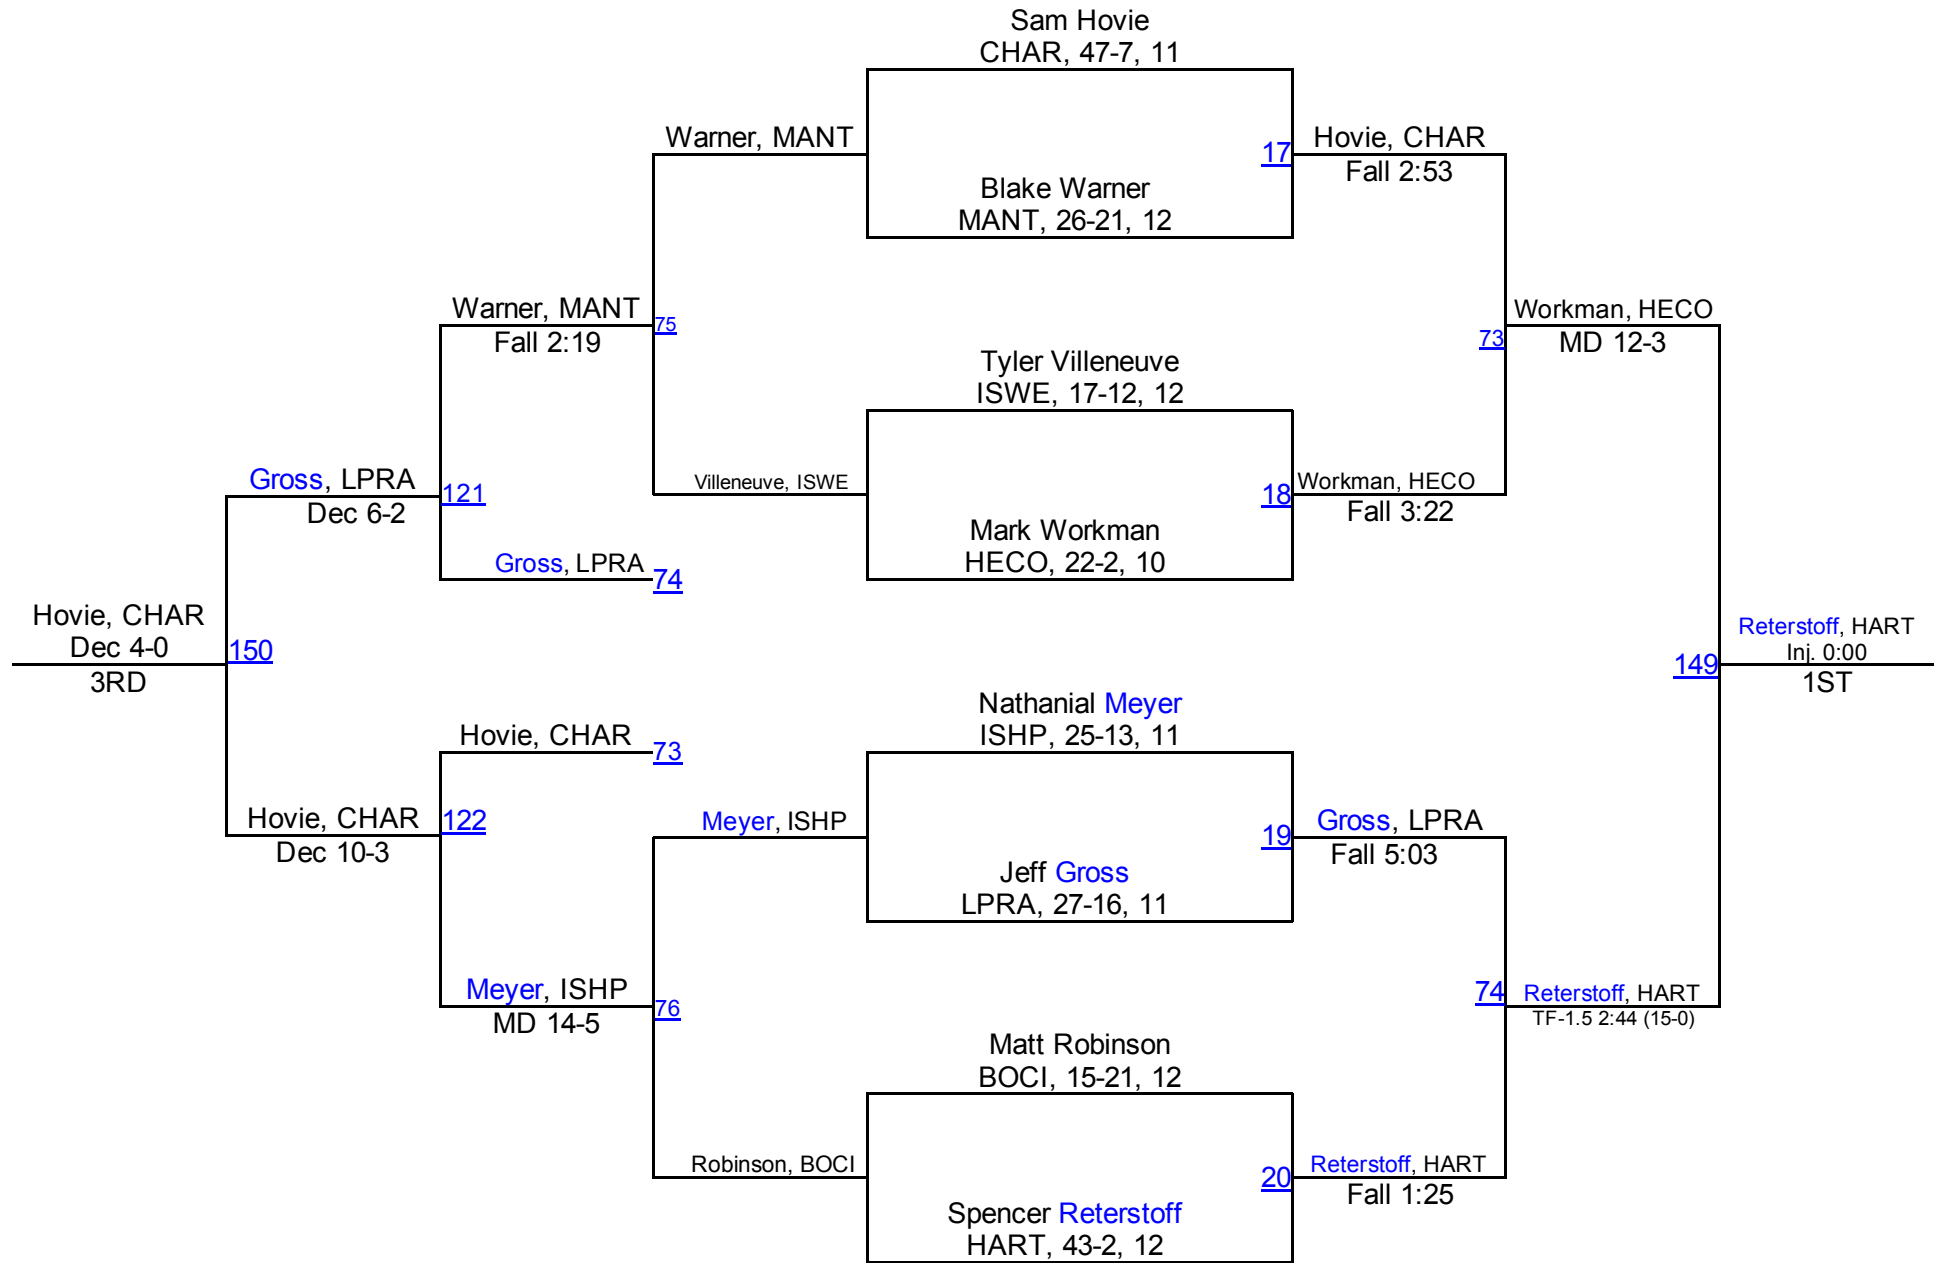 Sam Hovie
CHAR, 47-7, 11
Warner, MANT
17
Hovie, CHAR
Fall 2:53
Blake Warner
MANT, 26-21, 12
Warner, MANT
Fall 2:19
75
Workman, HECO
MD 12-3
73
Tyler Villeneuve
ISWE, 17-12, 12
Gross, LPRA
Dec 6-2
121
Villeneuve, ISWE
18
Workman, HECO
Fall 3:22
Mark Workman
HECO, 22-2, 10
Gross, LPRA
74
Hovie, CHAR
Dec 4-0
3RD
150
Reterstoff, HART
Inj. 0:00
1ST
149
Nathanial Meyer
ISHP, 25-13, 11
Hovie, CHAR
73
Hovie, CHAR
Dec 10-3
122
Meyer, ISHP
19
Gross, LPRA
Fall 5:03
Jeff Gross
LPRA, 27-16, 11
Meyer, ISHP
MD 14-5
76
74
Reterstoff, HART
TF-1.5 2:44 (15-0)
Matt Robinson
BOCI, 15-21, 12
Robinson, BOCI
20
Reterstoff, HART
Fall 1:25
Spencer Reterstoff
HART, 43-2, 12